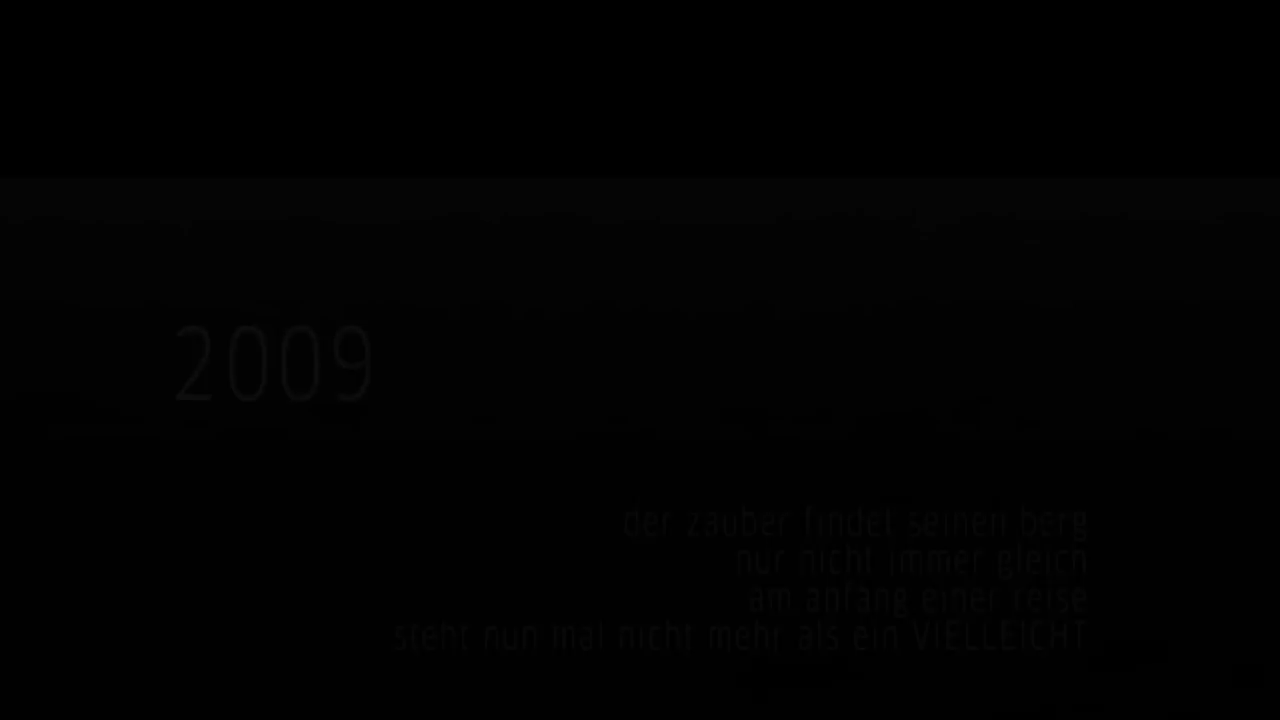 2009
der zauber findet seinen berg
nur nicht immer gleich
am anfang einer reise
steht nun mal nicht mehr als ein VIELLEICHT